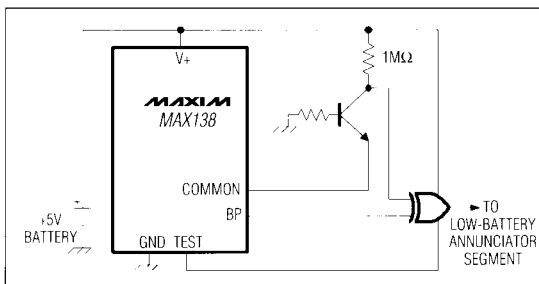 V+
1MΩ
MAXIM
MAX138
COMMON
BP
+5V
BATTERY
GND TEST
TO
LOW-BATTERY
ANNUNCIATOR
SEGMENT